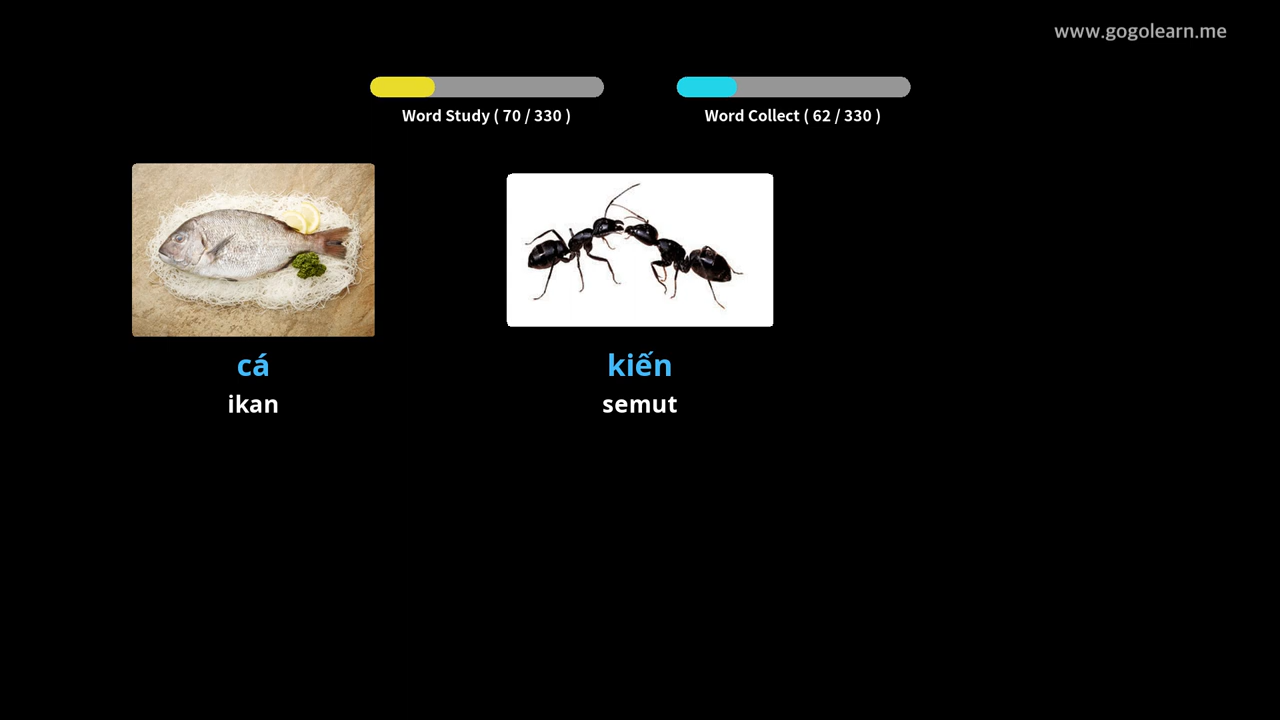 www.gogolearn.me
Word Study ( 70 / 330 )
Word Collect ( 62 / 330 )
cá
ikan
kiến
semut